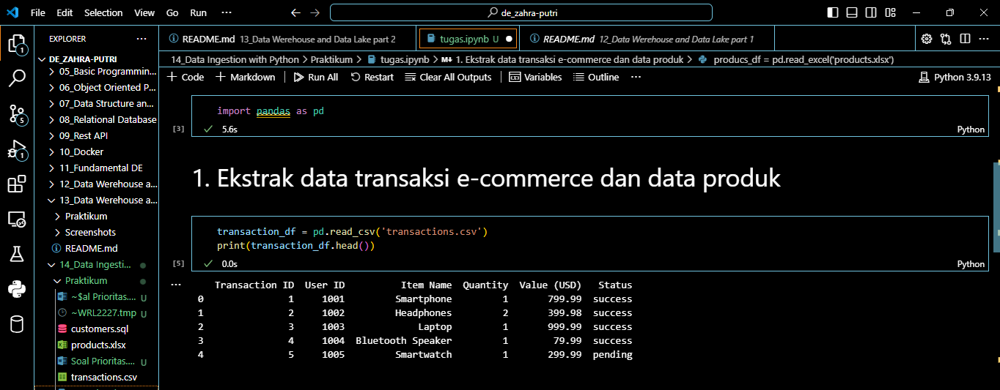 File Edit Selection View Go Run ··· de_zahra-putri
EXPLORER ···
DE_ZAHRA-PUTRI
05_Basic Programmin...
06_Object Oriented P...
07_Data Structure an...
08_Relational Database
09_Rest API
10_Docker
11_Fundamental DE
12_Data Werehouse a...
13_Data Werehouse a...
Praktikum
Screenshots
README.md
14_Data Ingesti...
Praktikum
~$al Prioritas.... U
~WRL2227.tmp U
customers.sql
products.xlsx
Soal Prioritas.... U
transactions.csv
1
5
1
README.md 13_Data Werehouse and Data Lake part 2 tugas.ipynb U README.md 12_Data Werehouse and Data Lake part 1 ···
14_Data Ingestion with Python > Praktikum > tugas.ipynb > M↓ 1. Ekstrak data transaksi e-commerce dan data produk > producs_df = pd.read_excel('products.xlsx')
+ Code + Markdown Run All Restart Clear All Outputs Variables Outline ··· Python 3.9.13
import pandas as pd
[3] 5.6s Python
1. Ekstrak data transaksi e-commerce dan data produk
transaction_df = pd.read_csv('transactions.csv')
print(transaction_df.head())
[5] 0.0s Python
··· Transaction ID User ID Item Name Quantity Value (USD) Status
0 1 1001 Smartphone 1 799.99 success
1 2 1002 Headphones 2 399.98 success
2 3 1003 Laptop 1 999.99 success
3 4 1004 Bluetooth Speaker 1 79.99 success
4 5 1005 Smartwatch 1 299.99 pending